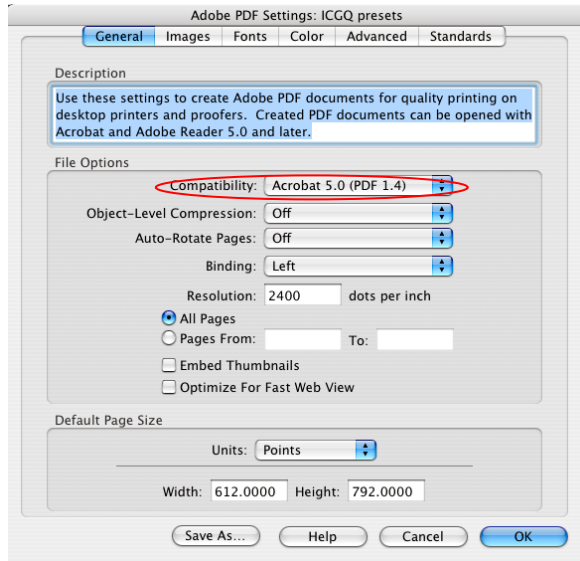 Adobe PDF Settings: ICGQ presets
General Images Fonts Color Advanced Standards
Description
Use these settings to create Adobe PDF documents for quality printing on
desktop printers and proofers.  Created PDF documents can be opened with
Acrobat and Adobe Reader 5.0 and later.
File Options
Compatibility: Acrobat 5.0 (PDF 1.4)
Object-Level Compression: Off
Auto-Rotate Pages: Off
Binding: Left
Resolution: 2400 dots per inch
All Pages
Pages From: To:
Embed Thumbnails
Optimize For Fast Web View
Default Page Size
Units: Points
Width: 612.0000 Height: 792.0000
Save As... Help Cancel OK